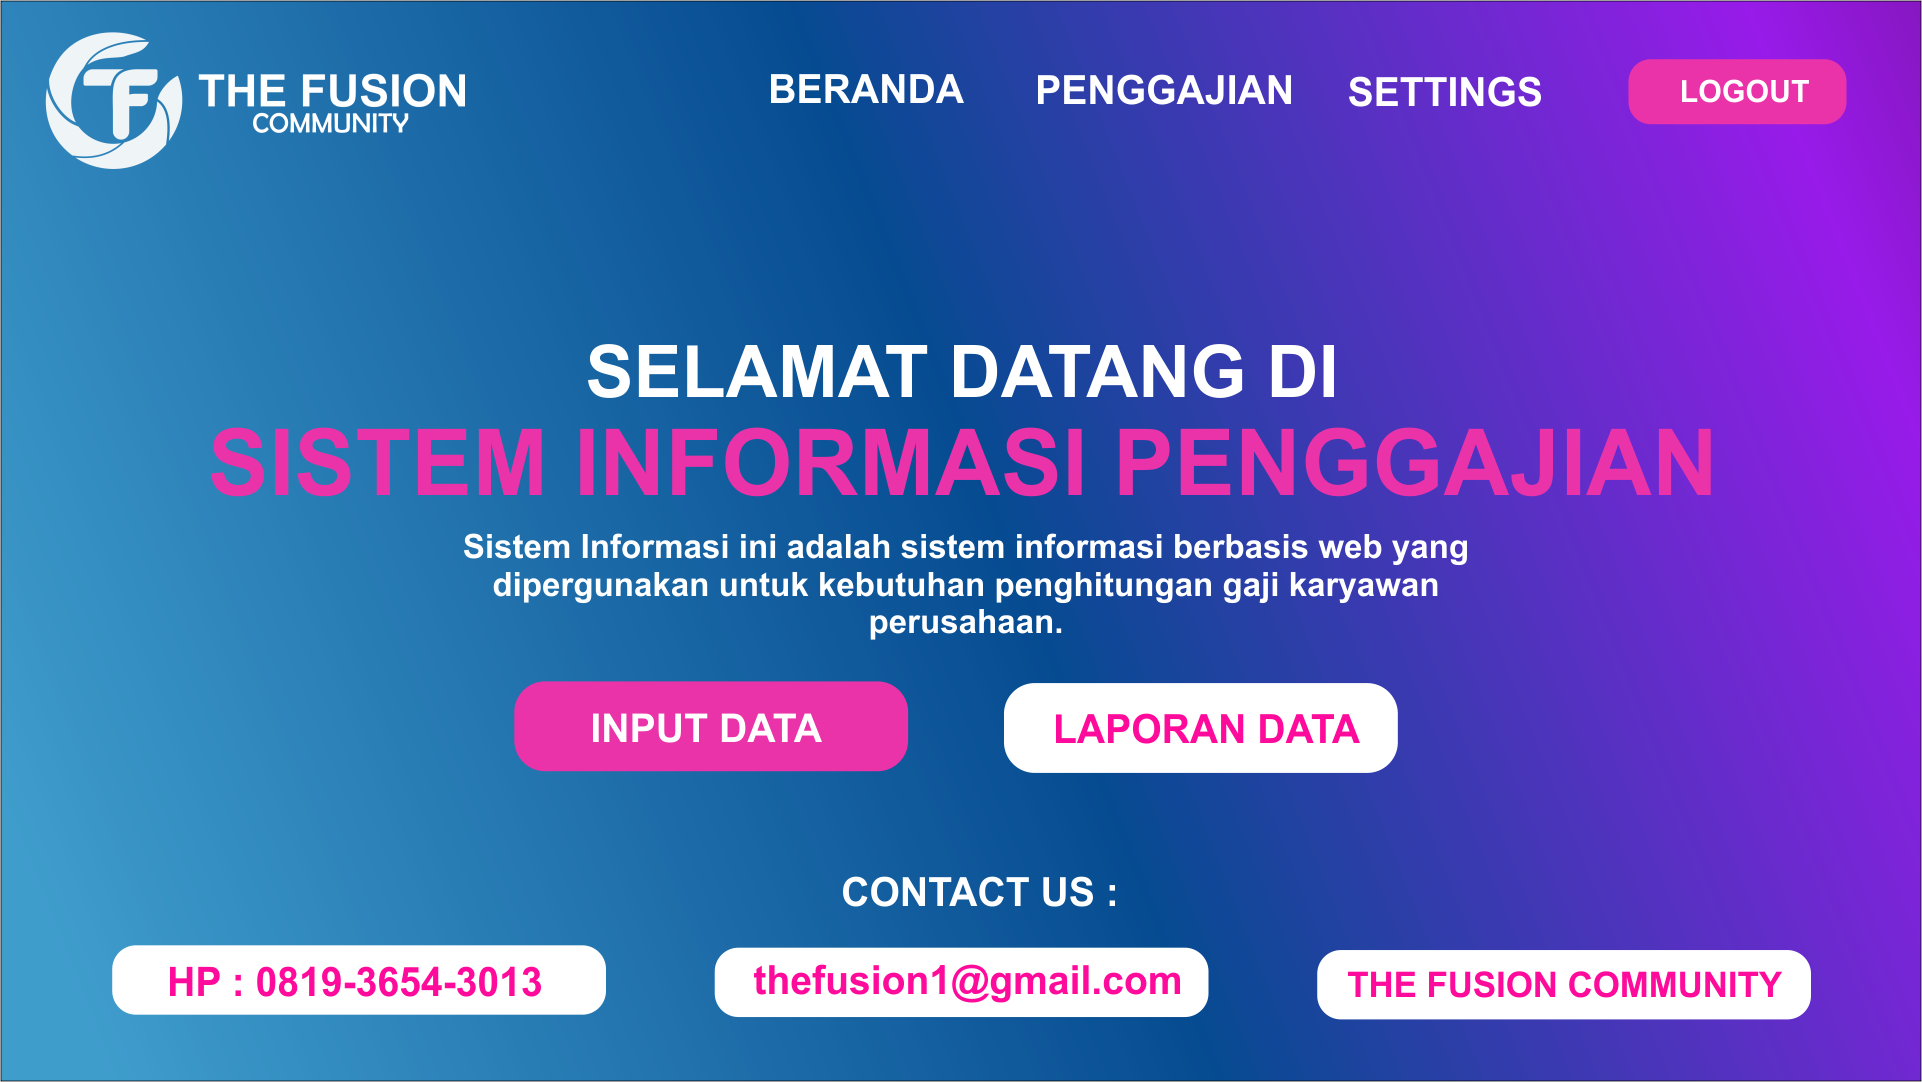 THE FUSION
COMMUNITY
BERANDA
PENGGAJIAN
SETTINGS
LOGOUT
SELAMAT DATANG DI
SISTEM INFORMASI PENGGAJIAN
Sistem Informasi ini adalah sistem informasi berbasis web yang
dipergunakan untuk kebutuhan penghitungan gaji karyawan
perusahaan.
INPUT DATA
LAPORAN DATA
CONTACT US :
HP : 0819-3654-3013
thefusion1@gmail.com
THE FUSION COMMUNITY